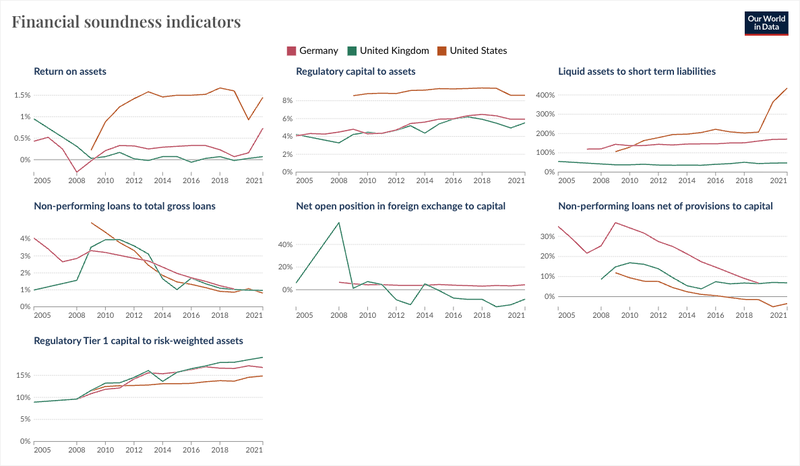 Financial soundness indicators
Our World
in Data
Germany United Kingdom United States
Return on assets
1.5%
1%
0.5%
0%
2005 2008 2010 2012 2014 2016 2018 2021
Regulatory capital to assets
8%
6%
4%
2%
0%
2005 2008 2010 2012 2014 2016 2018 2021
Liquid assets to short term liabilities
400%
300%
200%
100%
0%
2005 2008 2010 2012 2014 2016 2018 2021
Non-performing loans to total gross loans
4%
3%
2%
1%
0%
2005 2008 2010 2012 2014 2016 2018 2021
Net open position in foreign exchange to capital
40%
20%
0%
2005 2008 2010 2012 2014 2016 2018 2021
Non-performing loans net of provisions to capital
30%
20%
10%
0%
2005 2008 2010 2012 2014 2016 2018 2021
Regulatory Tier 1 capital to risk-weighted assets
15%
10%
5%
0%
2005 2008 2010 2012 2014 2016 2018 2021